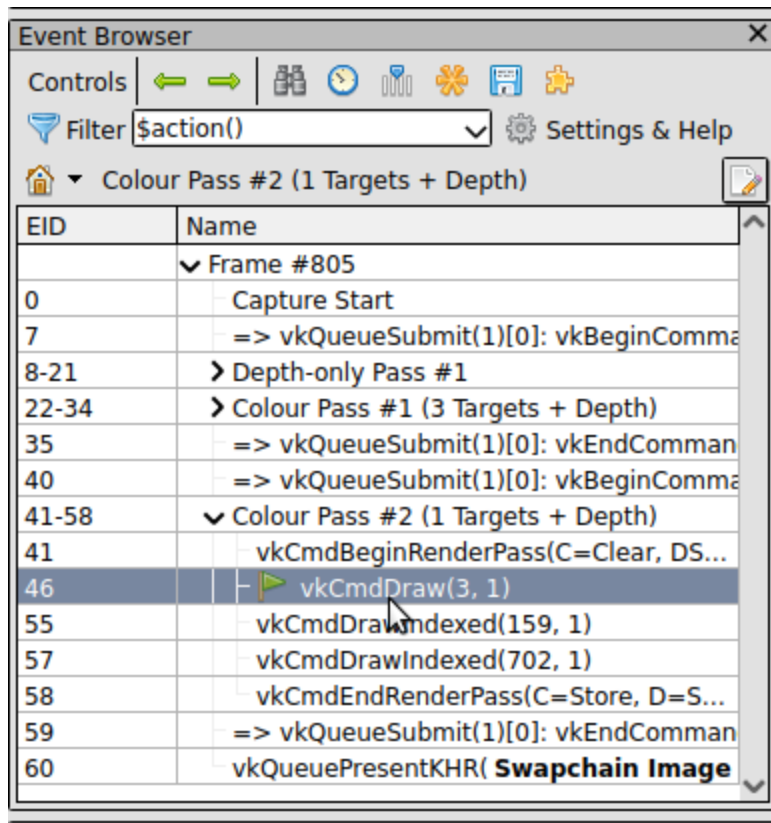 Event Browser
Controls
Filter $action() Settings & Help
Colour Pass #2 (1 Targets + Depth)
EID Name
Frame #805
0 Capture Start
7 => vkQueueSubmit(1)[0]: vkBeginComma
8-21 Depth-only Pass #1
22-34 Colour Pass #1 (3 Targets + Depth)
35 => vkQueueSubmit(1)[0]: vkEndComman
40 => vkQueueSubmit(1)[0]: vkBeginComma
41-58 Colour Pass #2 (1 Targets + Depth)
41 vkCmdBeginRenderPass(C=Clear, DS...
46 vkCmdDraw(3, 1)
55 vkCmdDrawIndexed(159, 1)
57 vkCmdDrawIndexed(702, 1)
58 vkCmdEndRenderPass(C=Store, D=S...
59 => vkQueueSubmit(1)[0]: vkEndComman
60 vkQueuePresentKHR( Swapchain Image